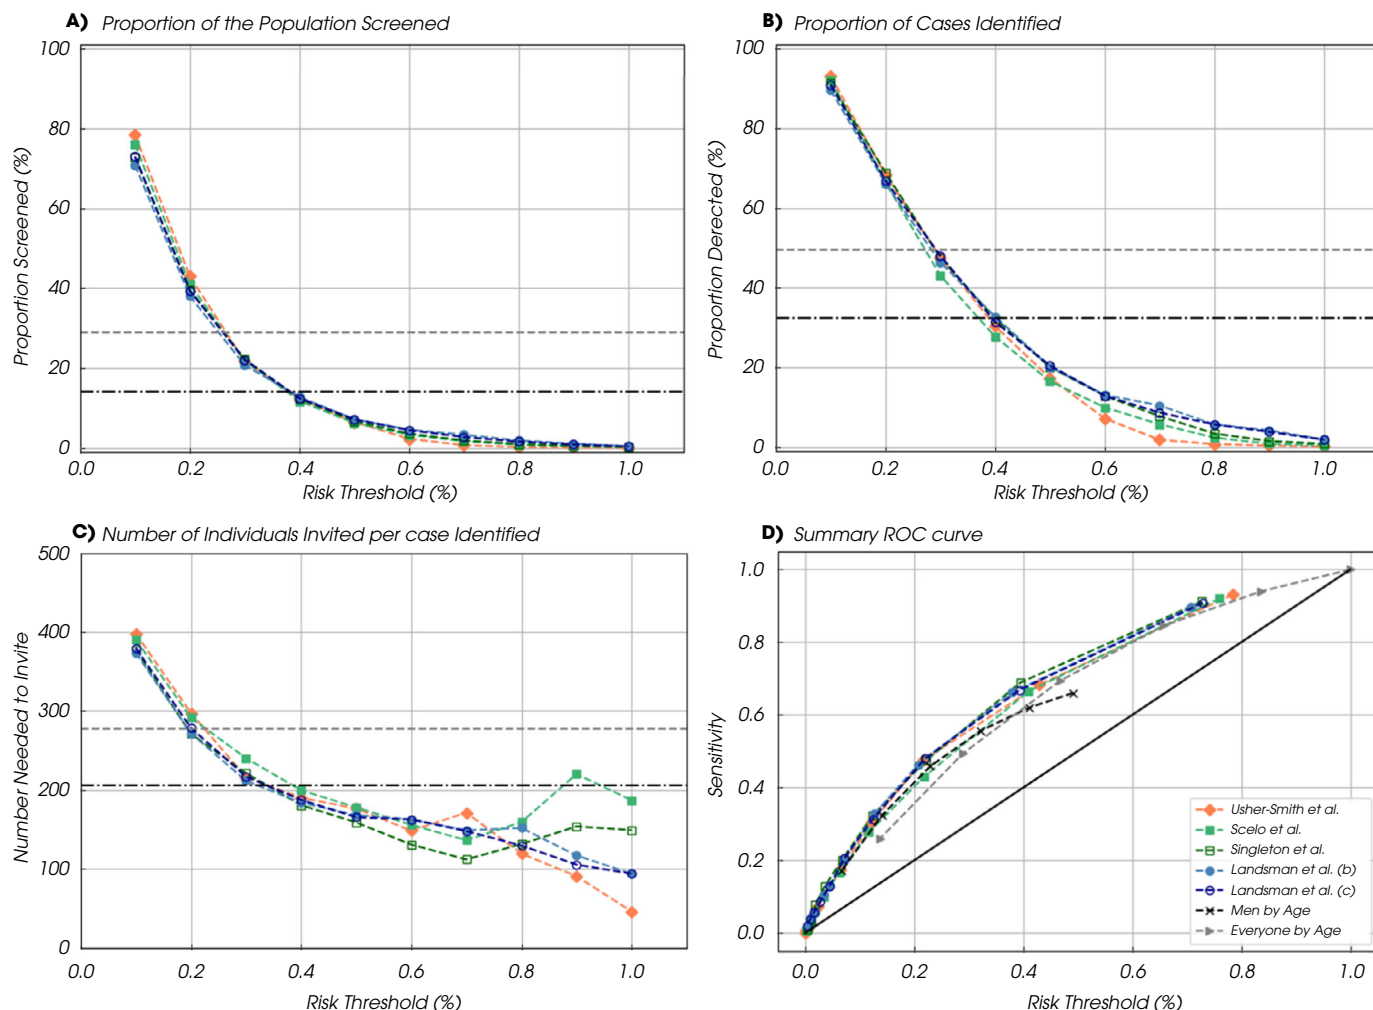 A) Proportion of the Population Screened
100
80
60
40
20
0
0.0 0.2 0.4 0.6 0.8 1.0
Proportion Screened (%)
Risk Threshold (%)
B) Proportion of Cases Identified
100
80
60
40
20
0
0.0 0.2 0.4 0.6 0.8 1.0
Proportion Derected (%)
Risk Threshold (%)
C) Number of Individuals Invited per case Identified
500
400
300
200
100
0
0.0 0.2 0.4 0.6 0.8 1.0
Number Needed to Invite
Risk Threshold (%)
D) Summary ROC curve
1.0
0.8
0.6
0.4
0.2
0.0
0.0 0.2 0.4 0.6 0.8 1.0
Sensitivity
Risk Threshold (%)
Usher-Smith et al.
Scelo et al.
Singleton et al.
Landsman et al. (b)
Landsman et al. (c)
Men by Age
Everyone by Age